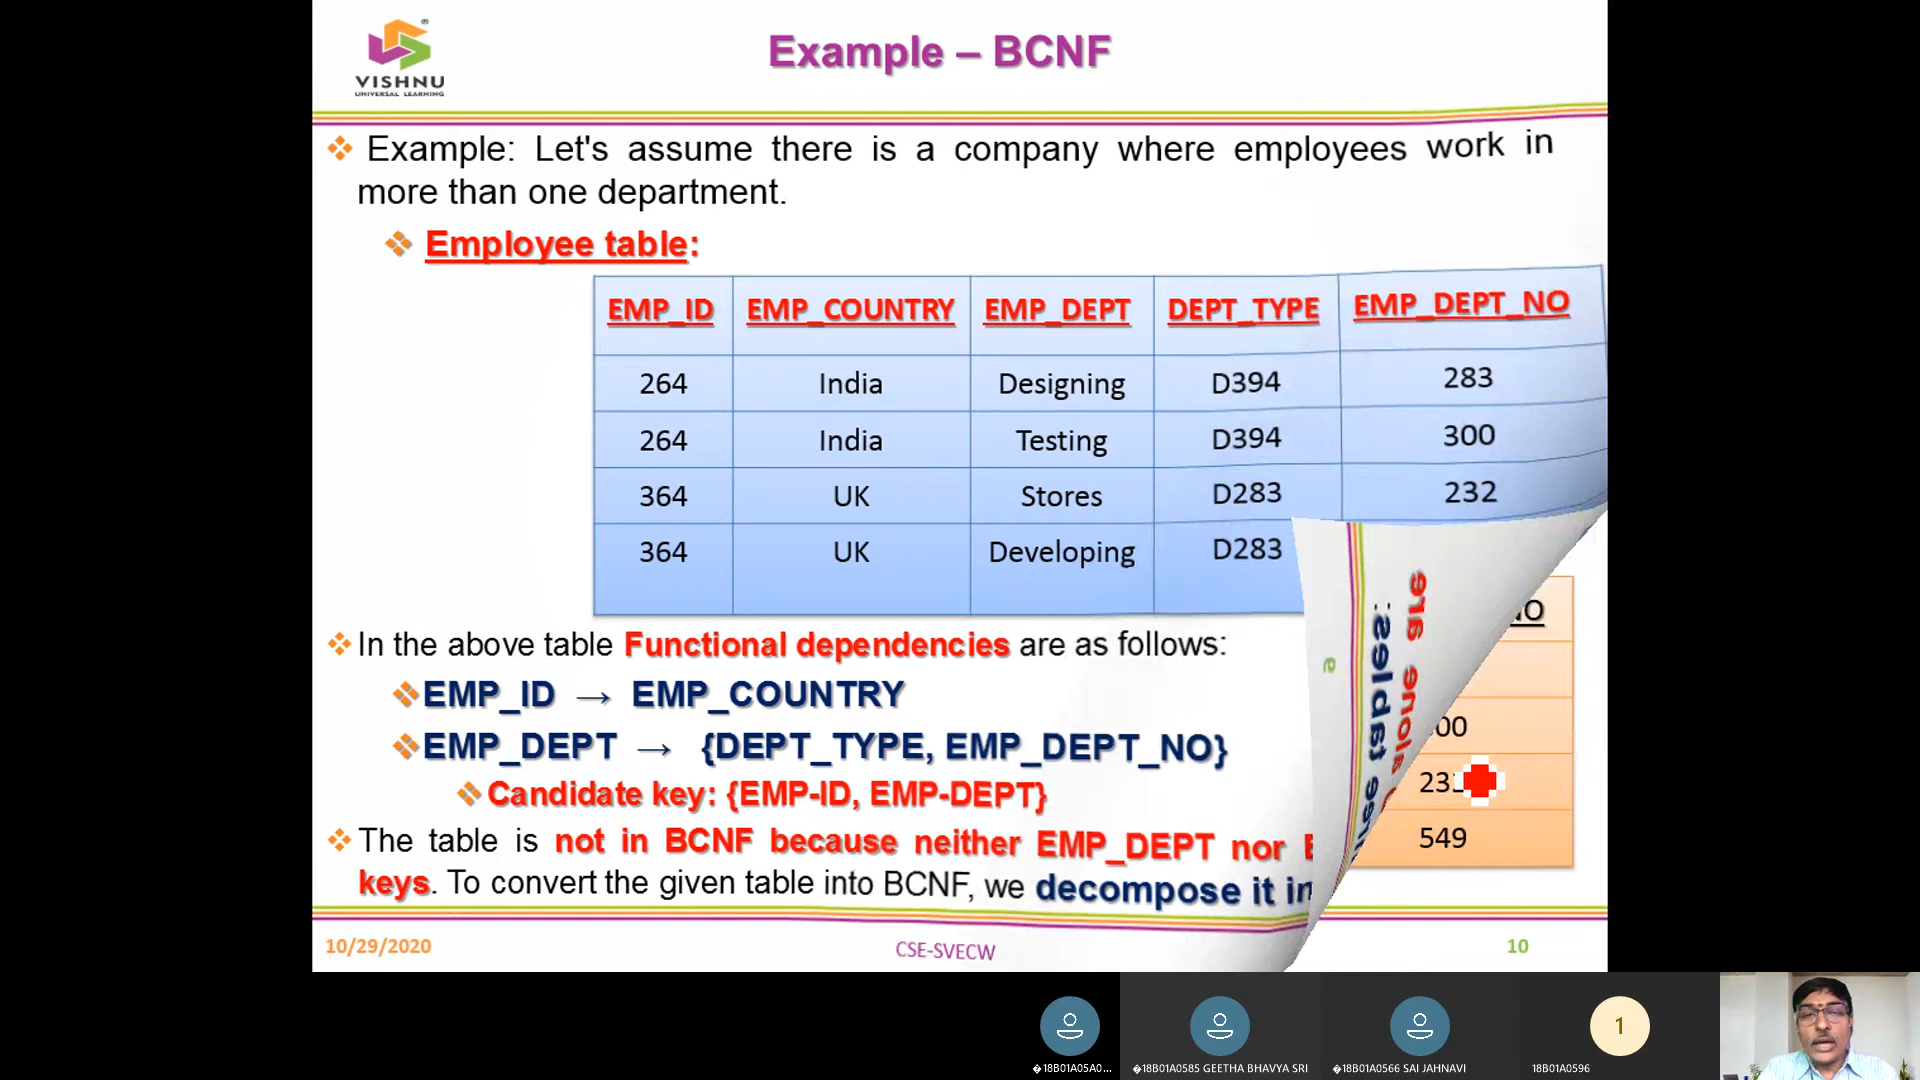 VISHNU
UNIVERSAL LEARNING
Example – BCNF
Example: Let's assume there is a company where employees work in
more than one department.
Employee table:
EMP_ID EMP_COUNTRY EMP_DEPT DEPT_TYPE EMP_DEPT_NO
264 India Designing D394 283
264 India Testing D394 300
364 UK Stores D283 232
364 UK Developing D283
In the above table Functional dependencies are as follows:
EMP_ID → EMP_COUNTRY
EMP_DEPT → {DEPT_TYPE, EMP_DEPT_NO}
Candidate key: {EMP-ID, EMP-DEPT}
The table is not in BCNF because neither EMP_DEPT nor
keys. To convert the given table into BCNF, we decompose it
are
alone
tables:
549
10/29/2020 CSE-SVECW 10
�18B01A05A0... �18B01A0585 GEETHA BHAVYA SRI �18B01A0566 SAI JAHNAVI 1 18B01A0596